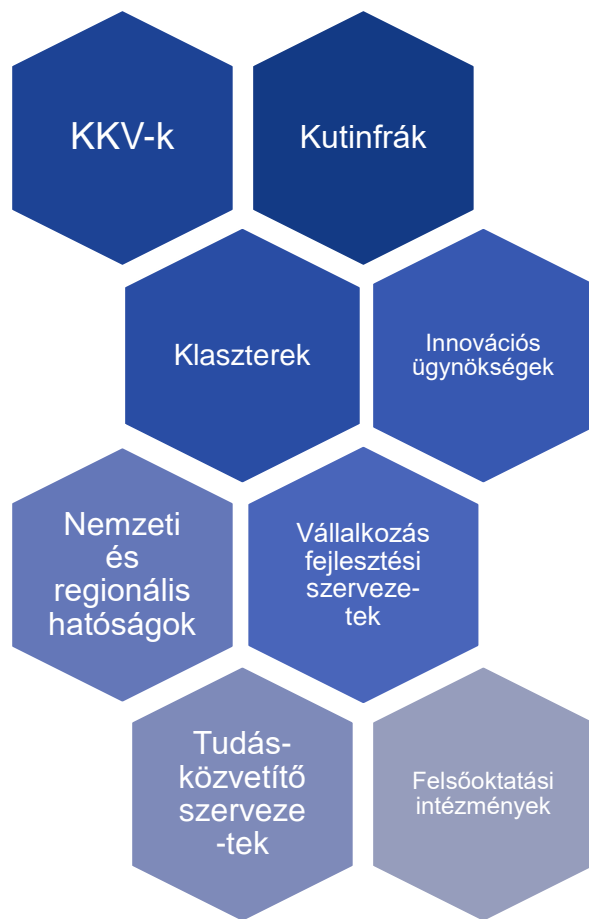 KKV-k
Kutinfrák
Klaszterek
Innovációs
ügynökségek
Nemzeti
és
regionális
hatóságok
Vállalkozás
fejlesztési
szerveze-
tek
Tudás-
közvetítő
szerveze
-tek
Felsőoktatási
intézmények